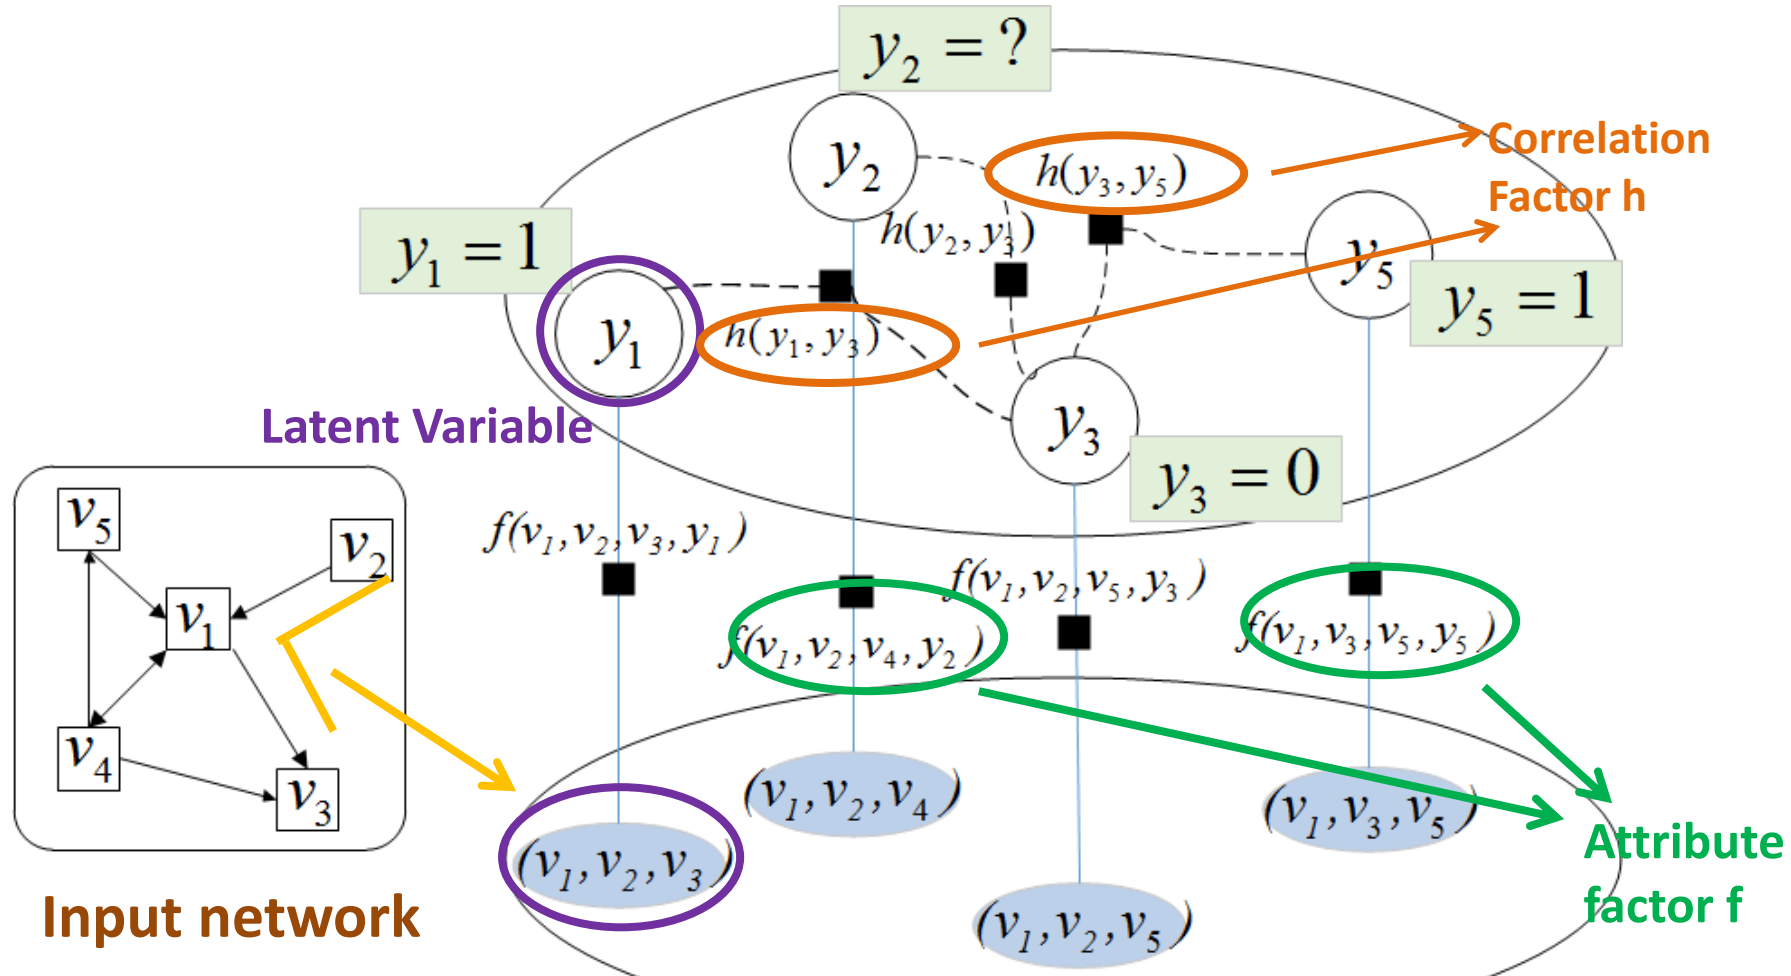 y2 = ?
y2
h(y3, y5)
Correlation
Factor h
h(y2, y3)
y1 = 1
y5
y5 = 1
y1
h(y1, y3)
y3
Latent Variable
y3 = 0
v5
v2
v1
v4
v3
f(v1,v2,v3,y1)
f(v1,v2,v5,y3)
f(v1,v2,v4,y2)
f(v1,v3,v5,y5)
(v1,v2,v4)
(v1,v3,v5)
(v1,v2,v3)
(v1,v2,v5)
Attribute
factor f
Input network